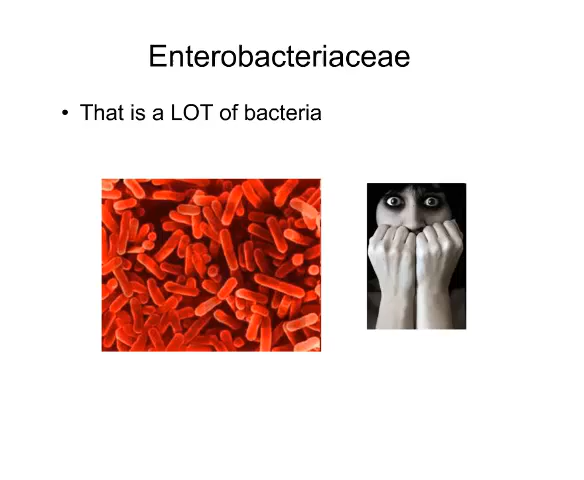 Enterobacteriaceae
• That is a LOT of bacteria